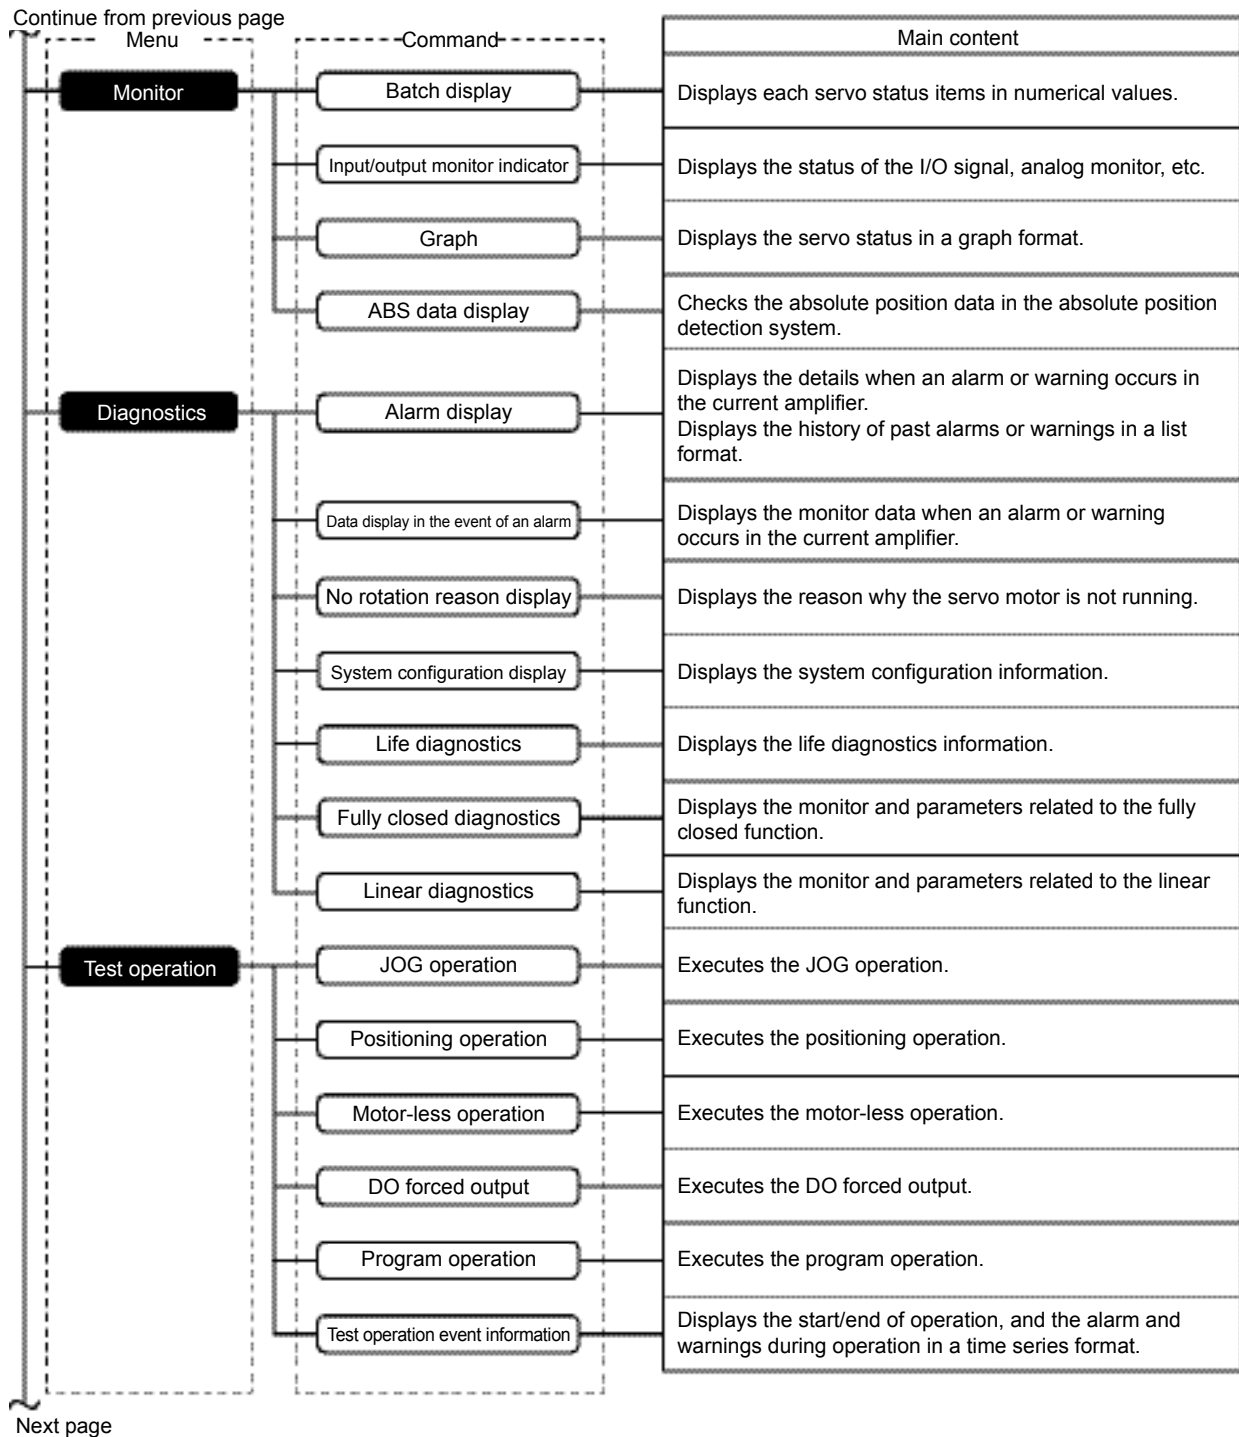 Continue from previous page
Menu
Command
Main content
Monitor
Batch display
Displays each servo status items in numerical values.
Input/output monitor indicator
Displays the status of the I/O signal, analog monitor, etc.
Graph
Displays the servo status in a graph format.
ABS data display
Checks the absolute position data in the absolute position
detection system.
Diagnostics
Alarm display
Displays the details when an alarm or warning occurs in
the current amplifier.
Displays the history of past alarms or warnings in a list
format.
Data display in the event of an alarm
Displays the monitor data when an alarm or warning
occurs in the current amplifier.
No rotation reason display
Displays the reason why the servo motor is not running.
System configuration display
Displays the system configuration information.
Life diagnostics
Displays the life diagnostics information.
Fully closed diagnostics
Displays the monitor and parameters related to the fully
closed function.
Linear diagnostics
Displays the monitor and parameters related to the linear
function.
Test operation
JOG operation
Executes the JOG operation.
Positioning operation
Executes the positioning operation.
Motor-less operation
Executes the motor-less operation.
DO forced output
Executes the DO forced output.
Program operation
Executes the program operation.
Test operation event information
Displays the start/end of operation, and the alarm and
warnings during operation in a time series format.
Next page